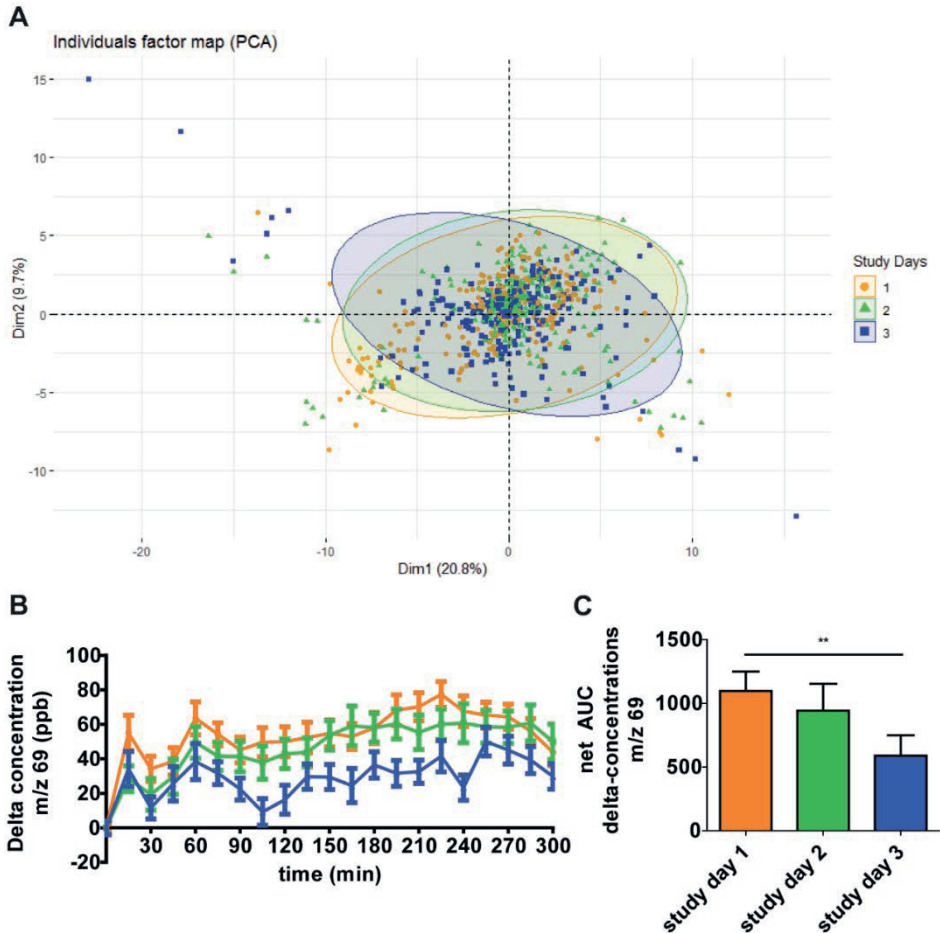 A
Individuals factor map (PCA)
15
10
5
0
-5
-10
Dim2 (9.7%)
-20
-10
0
10
Dim1 (20.8%)
Study Days
1
2
3
B
Delta concentration
m/z 69 (ppb)
100
80
60
40
20
0
-20
30
60
90
120
150
180
210
240
270
300
time (min)
C
net AUC
delta-concentrations
m/z 69
1500
1000
500
0
**
study day 1
study day 2
study day 3